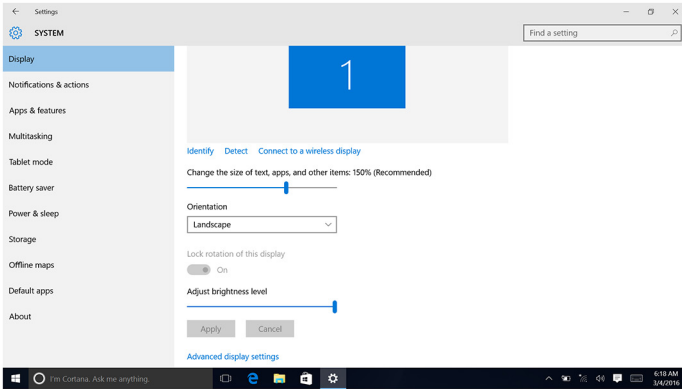 Settings
SYSTEM
Find a setting
Display
Notifications & actions
Apps & features
Multitasking
Tablet mode
Battery saver
Power & sleep
Storage
Offline maps
Default apps
About
1
Identify Detect Connect to a wireless display
Change the size of text, apps, and other items: 150% (Recommended)
Orientation
Landscape
Lock rotation of this display
On
Adjust brightness level
Apply Cancel
Advanced display settings
I'm Cortana. Ask me anything.
6:18 AM
3/4/2016